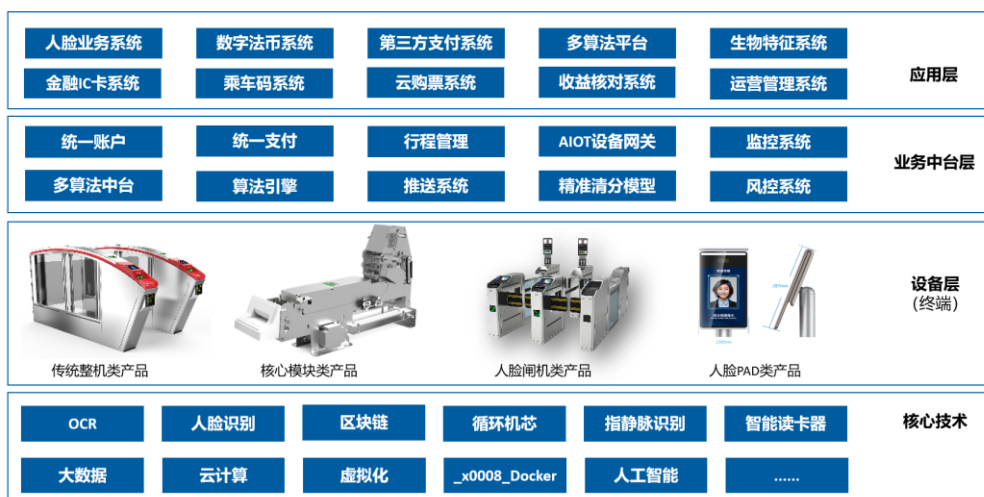 人脸业务系统
数字法币系统
第三方支付系统
多算法平台
生物特征系统
金融IC卡系统
乘车码系统
云购票系统
收益核对系统
运营管理系统
应用层
统一账户
统一支付
行程管理
AIOT设备网关
监控系统
多算法中台
算法引擎
推送系统
精准清分模型
风控系统
业务中台层
传统整机类产品
核心模块类产品
人脸闸机类产品
人脸PAD类产品
设备层
(终端)
OCR
人脸识别
区块链
循环机芯
指静脉识别
智能读卡器
大数据
云计算
虚拟化
_x0008_Docker
人工智能
......
核心技术